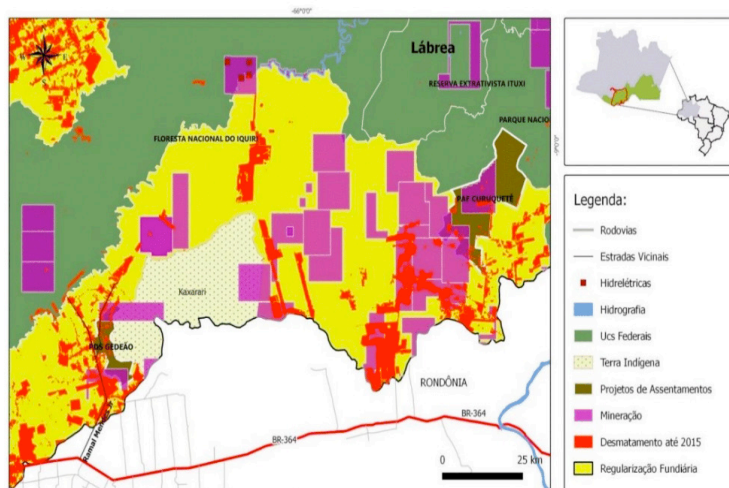 Lábrea
RESERVA EXTRATIVISTA ITUXI
PARQUE NACIO
FLORESTA NACIONAL DO IQUIRI
PAF CURUQUETÊ
Kaxarari
PDS GEDEÃO
RONDÔNIA
Ramal Mendes
BR-364
BR-364
0 25 km
Legenda:
Rodovias
Estradas Vicinais
Hidrelétricas
Hidrografia
Ucs Federais
Terra Indígena
Projetos de Assentamentos
Mineração
Desmatamento até 2015
Regularização Fundiária